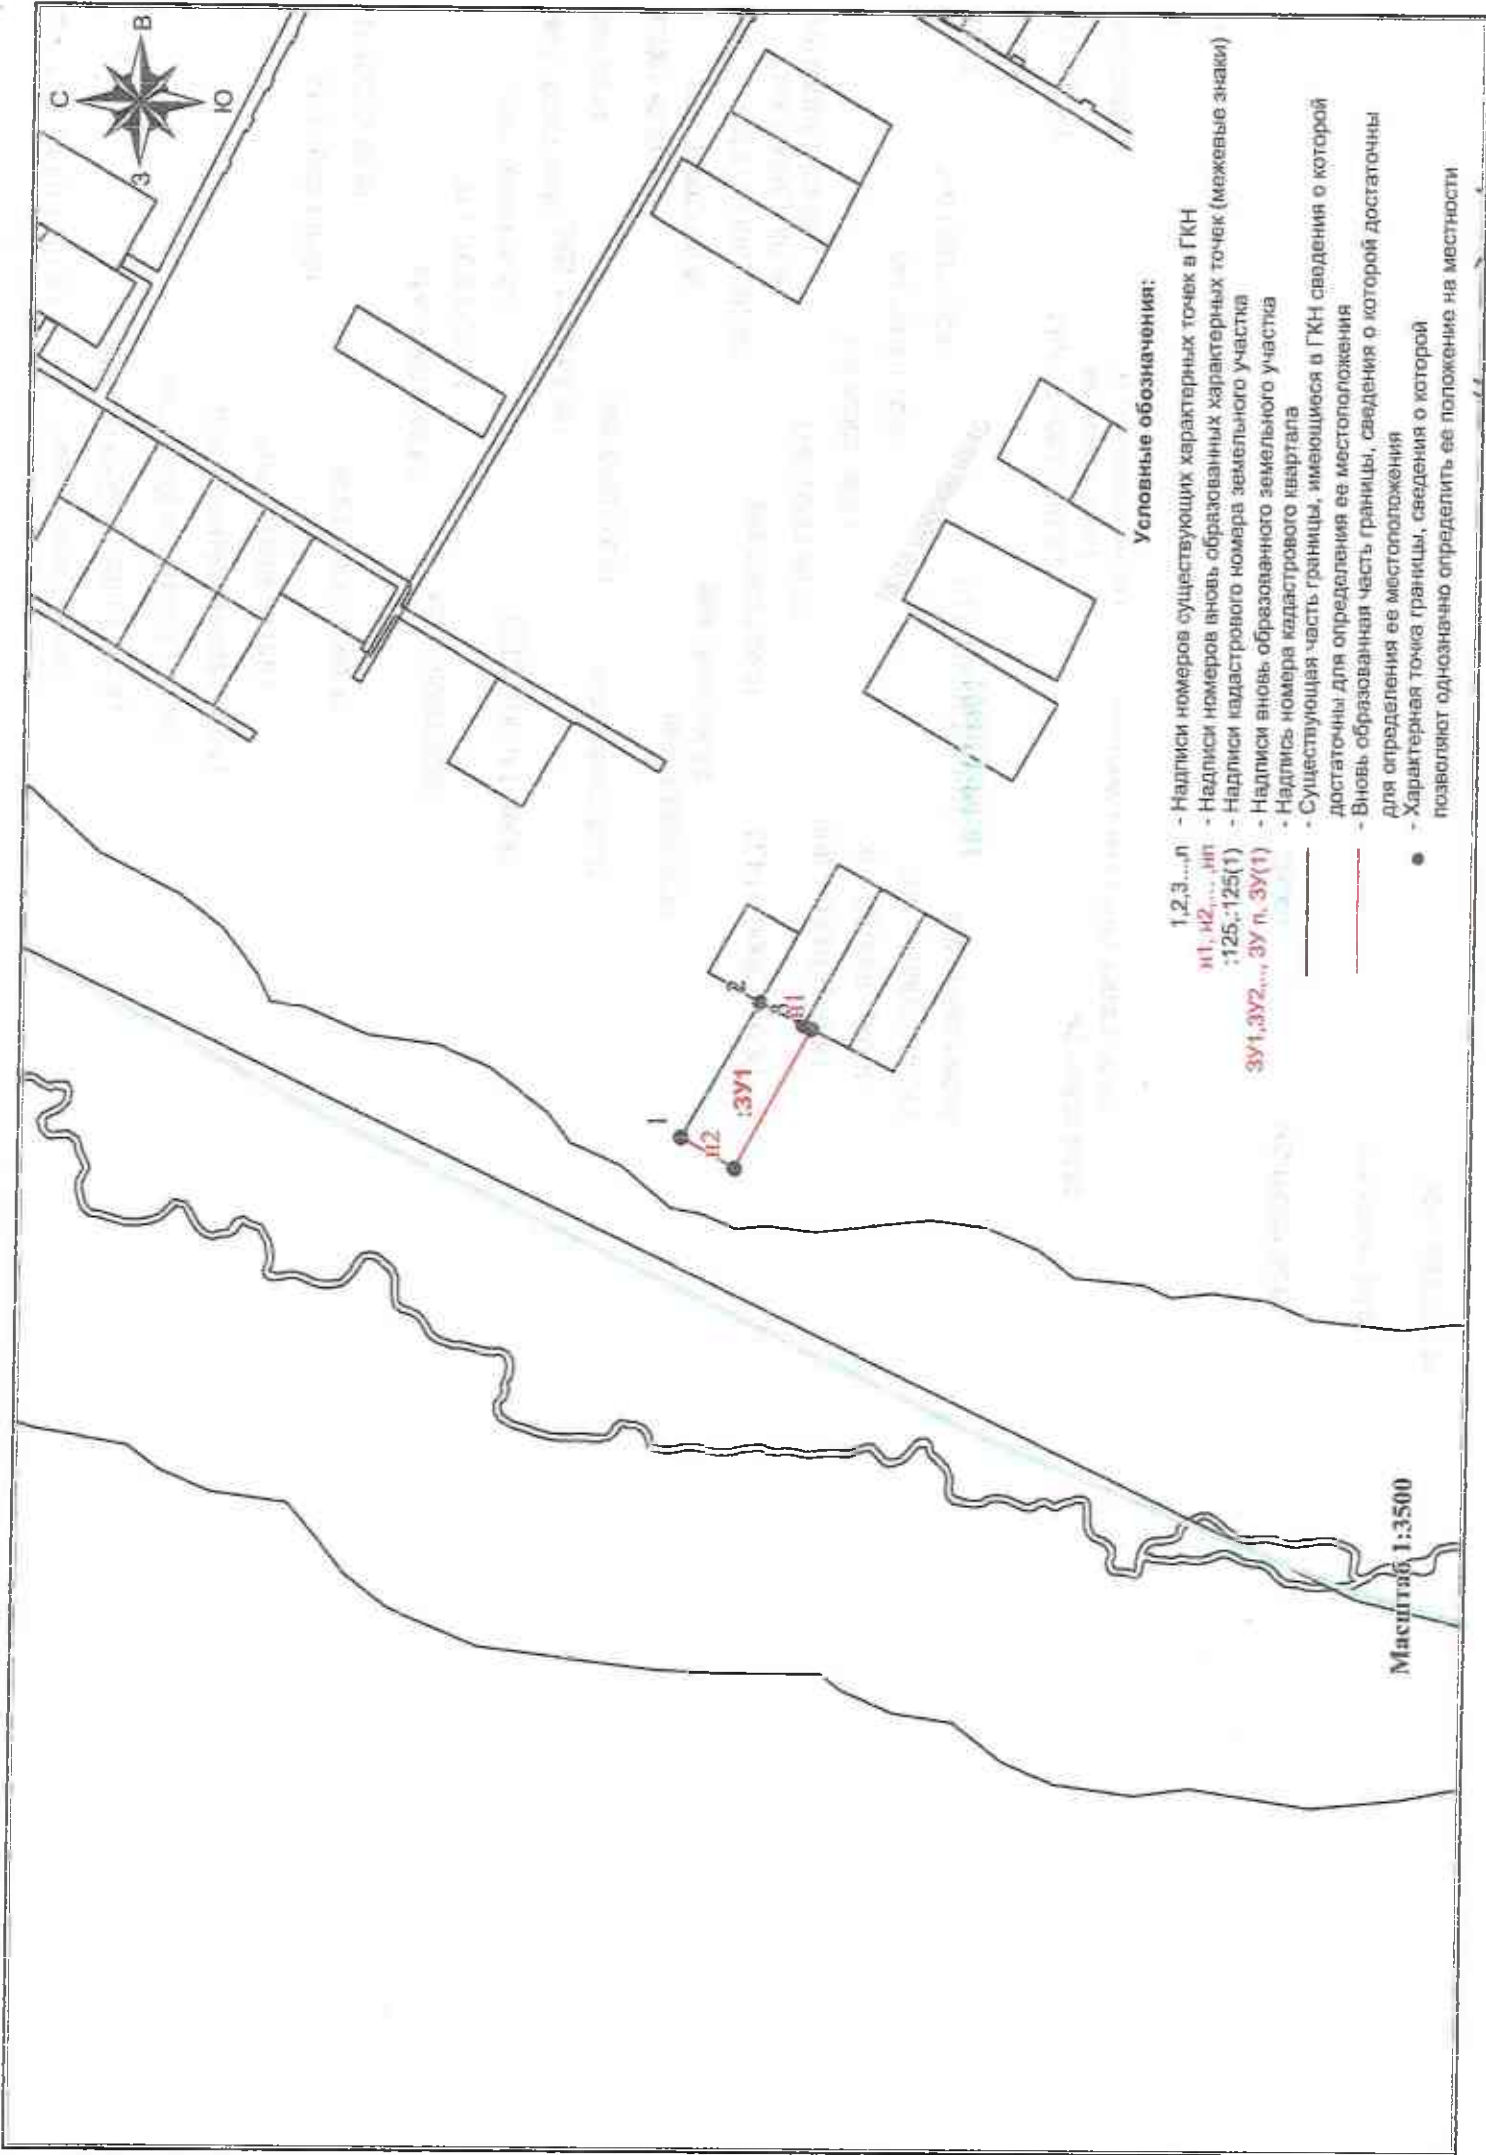 С
В
Ю
З
1
2
3
н1
н2
:ЗУ1
Условные обозначения:
1,2,3...,п - Надписи номеров существующих характерных точек в ГКН
н1, н2,... ,нп - Надписи номеров вновь образованных характерных точек (межевые знаки)
:125,:125(1) - Надписи кадастрового номера земельного участка
ЗУ1,ЗУ2,..., ЗУ п, ЗУ(1) - Надписи вновь образованного земельного участка
- Надпись номера кадастрового квартала
- Существующая часть границы, имеющиеся в ГКН сведения о которой
достаточны для определения ее местоположения
- Вновь образованная часть границы, сведения о которой достаточны
для определения ее местоположения
- Характерная точка границы, сведения о которой
позволяют однозначно определить ее положение на местности
Масштаб 1:3500